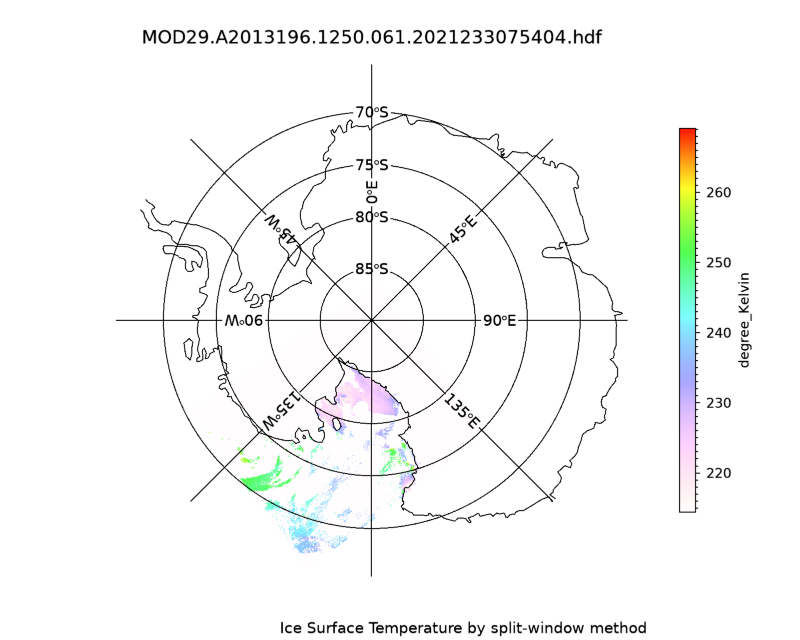 MOD29.A2013196.1250.061.2021233075404.hdf
70°S
75°S
0°E
80°S
45°W
45°E
85°S
90°W
90°E
135°W
135°E
260
250
240
230
220
degree_Kelvin
Ice Surface Temperature by split-window method